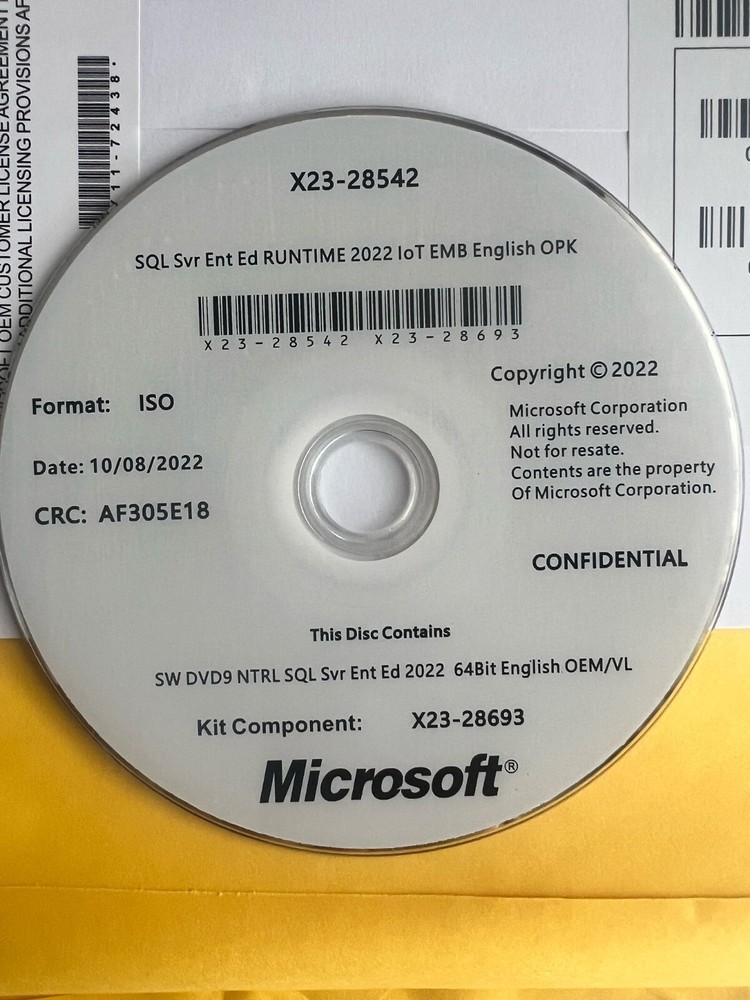 OEM CUSTOMER LICENSE AGREEMENT
ADDITIONAL LICENSING PROVISIONS
11-72438
X23-28542
SQL Svr Ent Ed RUNTIME 2022 IoT EMB English OPK
X23-28542 X23-28693
Copyright © 2022
Format: ISO
Microsoft Corporation
All rights reserved.
Date: 10/08/2022
Not for resate.
Contents are the property
Of Microsoft Corporation.
CRC: AF305E18
CONFIDENTIAL
This Disc Contains
SW DVD9 NTRL SQL Svr Ent Ed 2022 64Bit English OEM/VL
Kit Component: X23-28693
Microsoft®